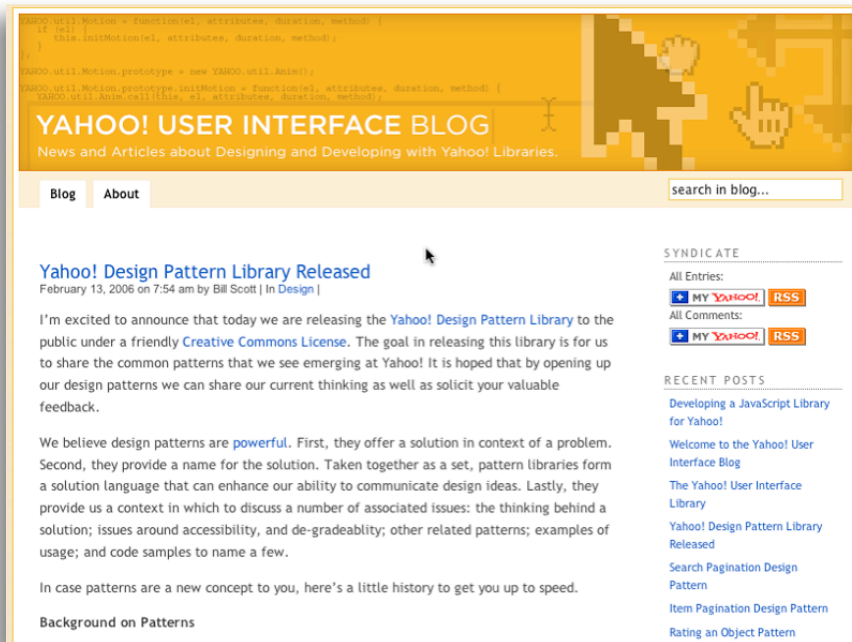 YAHOO.util.Motion = function(el, attributes, duration, method) {
if (el) {
this.initMotion(el, attributes, duration, method);
}
};
YAHOO.util.Motion.prototype = new YAHOO.util.Anim();
YAHOO.util.Motion.prototype.initMotion = function(el, attributes, duration, method) {
YAHOO.util.Anim.call(this, el, attributes, duration, method);
YAHOO! USER INTERFACE BLOG
News and Articles about Designing and Developing with Yahoo! Libraries.
Blog About
search in blog...
Yahoo! Design Pattern Library Released
February 13, 2006 on 7:54 am by Bill Scott | In Design |
I'm excited to announce that today we are releasing the Yahoo! Design Pattern Library to the
public under a friendly Creative Commons License. The goal in releasing this library is for us
to share the common patterns that we see emerging at Yahoo! It is hoped that by opening up
our design patterns we can share our current thinking as well as solicit your valuable
feedback.
We believe design patterns are powerful. First, they offer a solution in context of a problem.
Second, they provide a name for the solution. Taken together as a set, pattern libraries form
a solution language that can enhance our ability to communicate design ideas. Lastly, they
provide us a context in which to discuss a number of associated issues: the thinking behind a
solution; issues around accessibility, and de-gradeablity; other related patterns; examples of
usage; and code samples to name a few.
In case patterns are a new concept to you, here's a little history to get you up to speed.
Background on Patterns
SYNDICATE
All Entries:
+ MY YAHOO! RSS
All Comments:
+ MY YAHOO! RSS
RECENT POSTS
Developing a JavaScript Library
for Yahoo!
Welcome to the Yahoo! User
Interface Blog
The Yahoo! User Interface
Library
Yahoo! Design Pattern Library
Released
Search Pagination Design
Pattern
Item Pagination Design Pattern
Rating an Object Pattern